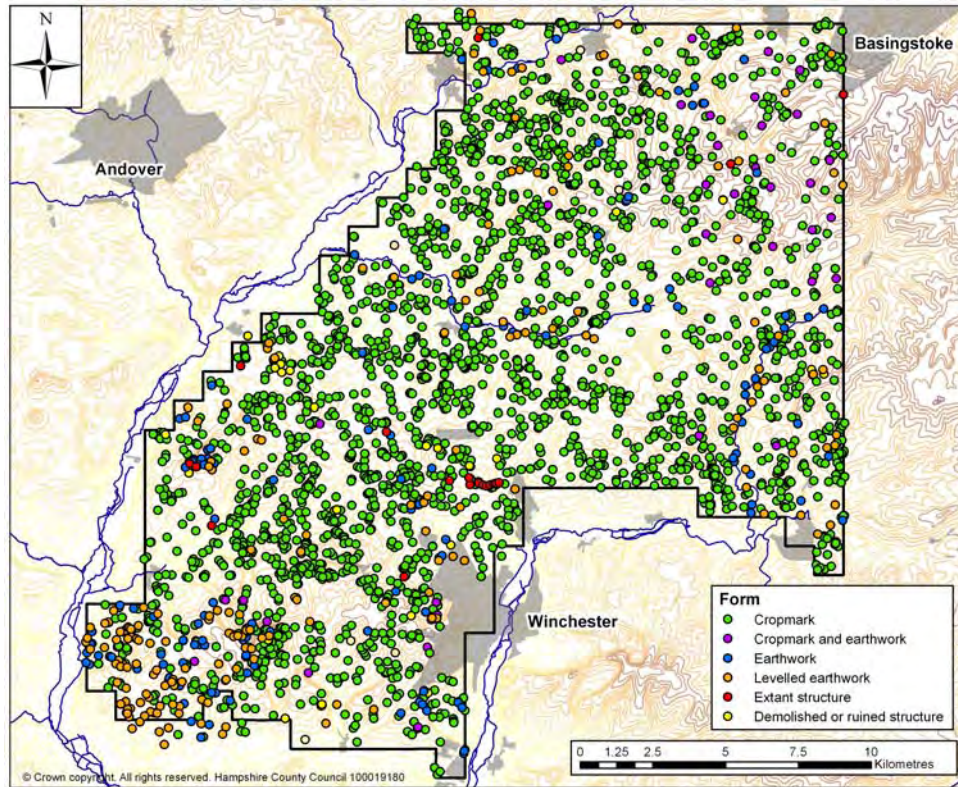 N
Basingstoke
Andover
Winchester
Form
Cropmark
Cropmark and earthwork
Earthwork
Levelled earthwork
Extant structure
Demolished or ruined structure
0 1.25 2.5 5 7.5 10
Kilometres
© Crown copyright. All rights reserved. Hampshire County Council 100019180